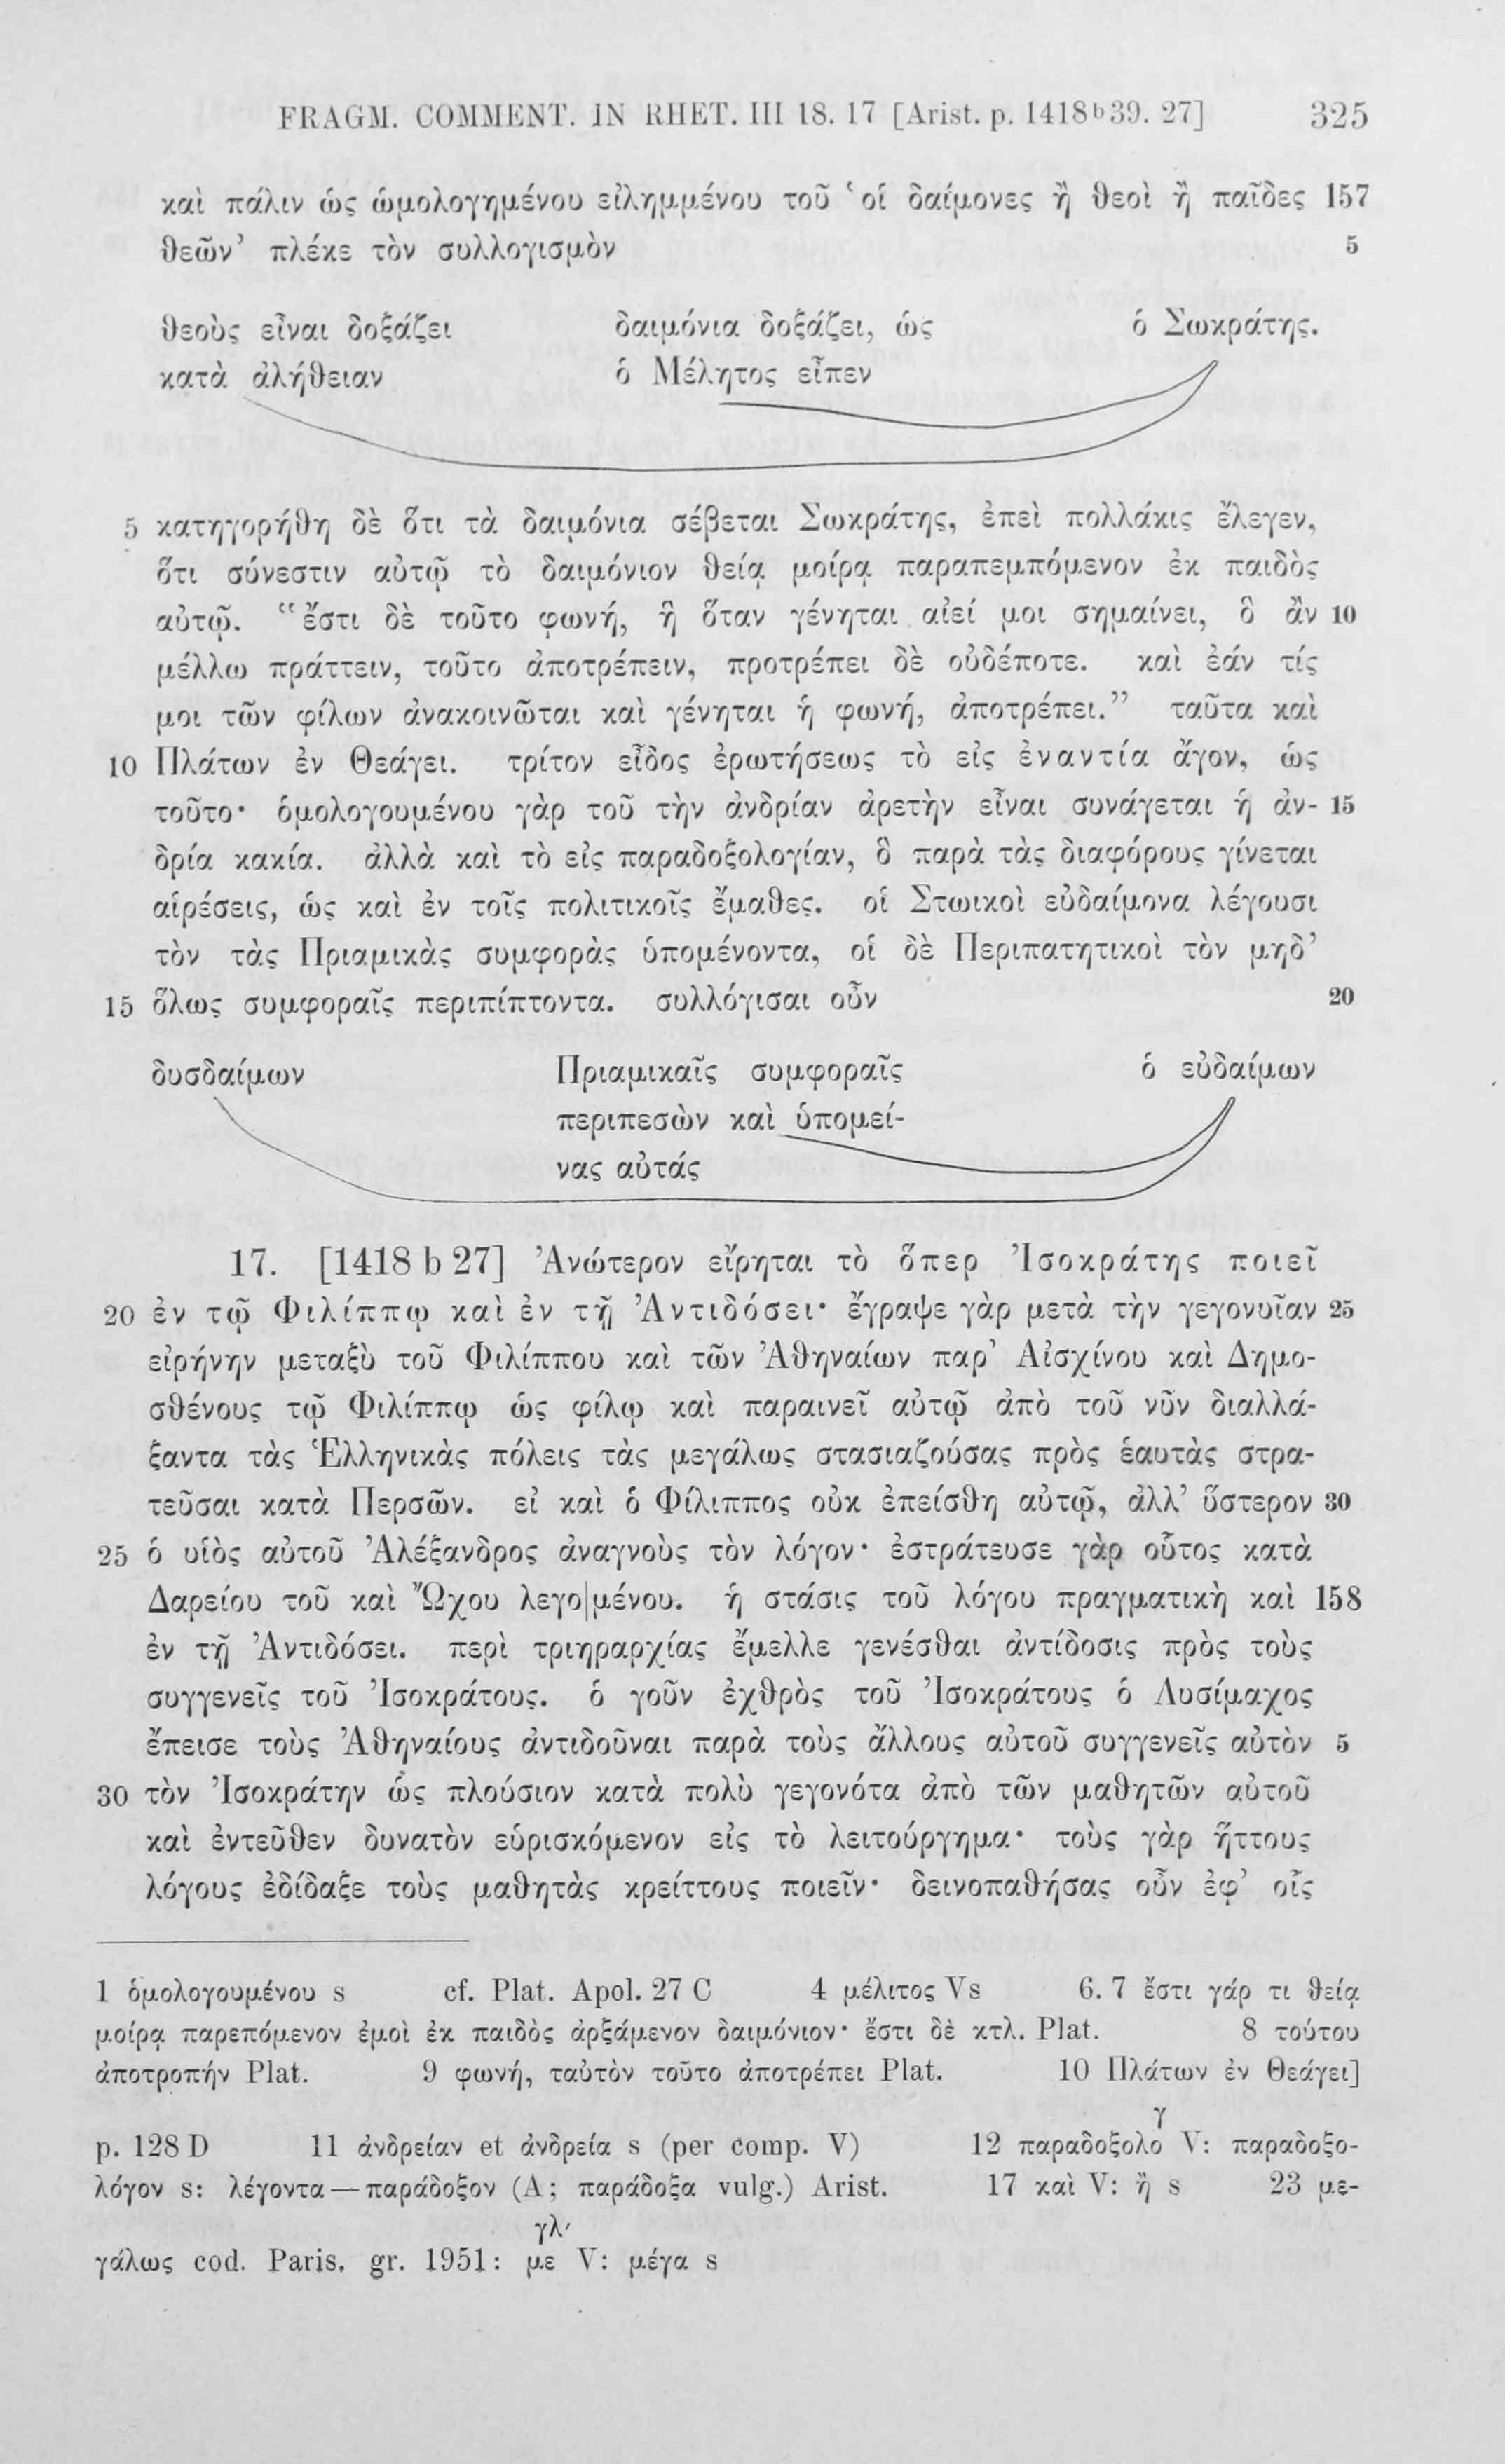 FRAGM. COMMENT. IN RHET. III 18. 17 [Arist. p. 1418ᵇ39. 27] 325
καὶ πάλιν ὡς ὡμολογημένου εἰλημμένου τοῦ ‘οἱ δαίμονες ἢ θεοὶ ἢ παῖδες 157
θεῶν’ πλέκε τὸν συλλογισμὸν 5
θεοὺς εἶναι δοξάζει δαιμόνια δοξάζει, ὡς ὁ Σωκράτης.
κατὰ ἀλήθειαν ὁ Μέλητος εἶπεν
5 κατηγορήθη δὲ ὅτι τὰ δαιμόνια σέβεται Σωκράτης, ἐπεὶ πολλάκις ἔλεγεν,
ὅτι σύνεστιν αὐτῷ τὸ δαιμόνιον θείᾳ μοίρᾳ παραπεμπόμενον ἐκ παιδὸς
αὐτῷ. “ἔστι δὲ τοῦτο φωνή, ἣ ὅταν γένηται αἰεί μοι σημαίνει, ὃ ἂν 10
μέλλω πράττειν, τοῦτο ἀποτρέπειν, προτρέπει δὲ οὐδέποτε. καὶ ἐάν τίς
μοι τῶν φίλων ἀνακοινῶται καὶ γένηται ἡ φωνή, ἀποτρέπει.” ταῦτα καὶ
10 Πλάτων ἐν Θεάγει. τρίτον εἶδος ἐρωτήσεως τὸ εἰς ἐναντία ἄγον, ὡς
τοῦτο· ὁμολογουμένου γὰρ τοῦ τὴν ἀνδρίαν ἀρετὴν εἶναι συνάγεται ἡ ἀν- 15
δρία κακία. ἀλλὰ καὶ τὸ εἰς παραδοξολογίαν, ὃ παρὰ τὰς διαφόρους γίνεται
αἱρέσεις, ὡς καὶ ἐν τοῖς πολιτικοῖς ἔμαθες. οἱ Στωικοὶ εὐδαίμονα λέγουσι
τὸν τὰς Πριαμικὰς συμφορὰς ὑπομένοντα, οἱ δὲ Περιπατητικοὶ τὸν μηδ’
15 ὅλως συμφοραῖς περιπίπτοντα. συλλόγισαι οὖν 20
δυσδαίμων Πριαμικαῖς συμφοραῖς ὁ εὐδαίμων
περιπεσὼν καὶ ὑπομεί-
νας αὐτάς
17. [1418 b 27] Ἀνώτερον εἴρηται τὸ ὅπερ Ἰσοκράτης ποιεῖ
20 ἐν τῷ Φιλίππῳ καὶ ἐν τῇ Ἀντιδόσει· ἔγραψε γὰρ μετὰ τὴν γεγονυῖαν 25
εἰρήνην μεταξὺ τοῦ Φιλίππου καὶ τῶν Ἀθηναίων παρ’ Αἰσχίνου καὶ Δημο-
σθένους τῷ Φιλίππῳ ὡς φίλῳ καὶ παραινεῖ αὐτῷ ἀπὸ τοῦ νῦν διαλλά-
ξαντα τὰς Ἑλληνικὰς πόλεις τὰς μεγάλως στασιαζούσας πρὸς ἑαυτὰς στρα-
τεῦσαι κατὰ Περσῶν. εἰ καὶ ὁ Φίλιππος οὐκ ἐπείσθη αὐτῷ, ἀλλ’ ὕστερον 30
25 ὁ υἱὸς αὐτοῦ Ἀλέξανδρος ἀναγνοὺς τὸν λόγον· ἐστράτευσε γὰρ οὗτος κατὰ
Δαρείου τοῦ καὶ Ὤχου λεγο|μένου. ἡ στάσις τοῦ λόγου πραγματικὴ καὶ 158
ἐν τῇ Ἀντιδόσει. περὶ τριηραρχίας ἔμελλε γενέσθαι ἀντίδοσις πρὸς τοὺς
συγγενεῖς τοῦ Ἰσοκράτους. ὁ γοῦν ἐχθρὸς τοῦ Ἰσοκράτους ὁ Λυσίμαχος
ἔπεισε τοὺς Ἀθηναίους ἀντιδοῦναι παρὰ τοὺς ἄλλους αὐτοῦ συγγενεῖς αὐτὸν 5
30 τὸν Ἰσοκράτην ὡς πλούσιον κατὰ πολὺ γεγονότα ἀπὸ τῶν μαθητῶν αὐτοῦ
καὶ ἐντεῦθεν δυνατὸν εὑρισκόμενον εἰς τὸ λειτούργημα· τοὺς γὰρ ἥττους
λόγους ἐδίδαξε τοὺς μαθητὰς κρείττους ποιεῖν· δεινοπαθήσας οὖν ἐφ’ οἷς
1 ὁμολογουμένου s cf. Plat. Apol. 27 C 4 μέλιτος Vs 6. 7 ἔστι γάρ τι θείᾳ
μοίρᾳ παρεπόμενον ἐμοὶ ἐκ παιδὸς ἀρξάμενον δαιμόνιον· ἔστι δὲ κτλ. Plat. 8 τούτου
ἀποτροπήν Plat. 9 φωνή, ταὐτὸν τοῦτο ἀποτρέπει Plat. 10 Πλάτων ἐν Θεάγει]
p. 128 D 11 ἀνδρείαν et ἀνδρεία s (per comp. V) 12 παραδοξολογ V: παραδοξο-
λόγον s: λέγοντα — παράδοξον (A; παράδοξα vulg.) Arist. 17 καὶ V: ἢ s 23 με-
γάλως cod. Paris. gr. 1951: μεγλ′ V: μέγα s